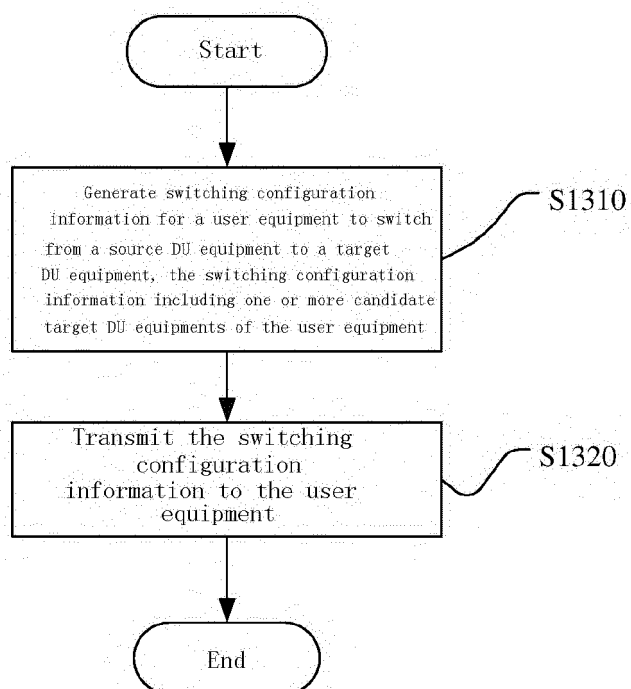 Start
Generate switching configuration
information for a user equipment to switch
from a source DU equipment to a target
DU equipment, the switching configuration
information including one or more candidate
target DU equipments of the user equipment
S1310
Transmit the switching
configuration
information to the user
equipment
S1320
End